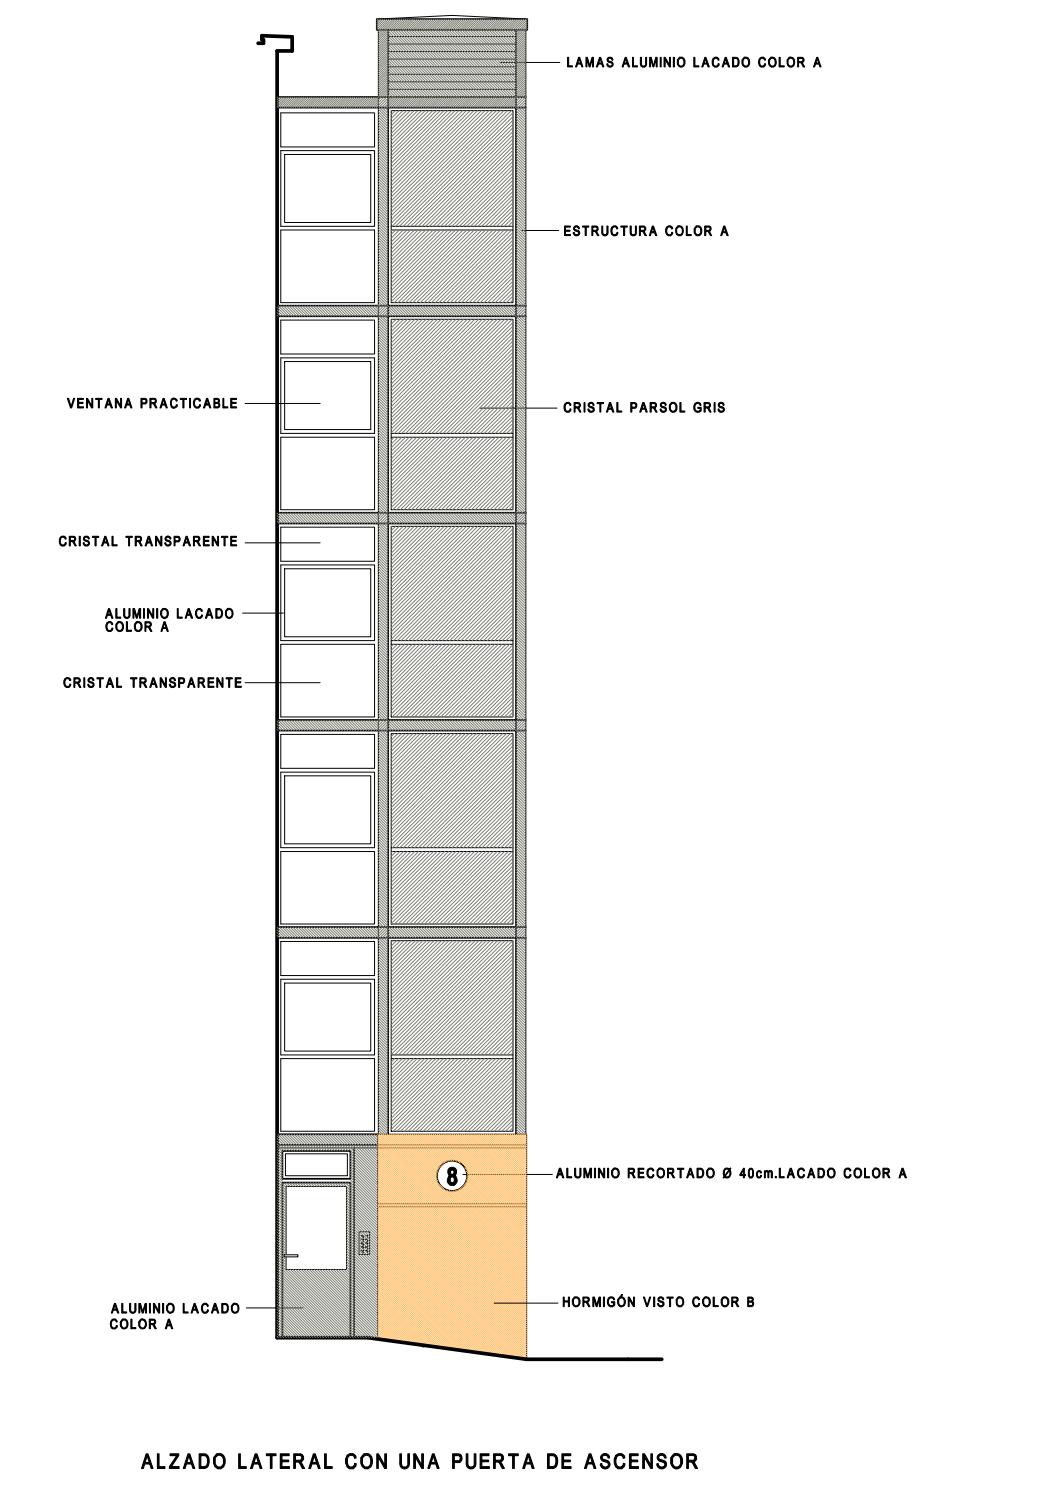 LAMAS ALUMINIO LACADO COLOR A
ESTRUCTURA COLOR A
VENTANA PRACTICABLE
CRISTAL PARSOL GRIS
CRISTAL TRANSPARENTE
ALUMINIO LACADO
COLOR A
CRISTAL TRANSPARENTE
8
ALUMINIO RECORTADO Ø 40cm.LACADO COLOR A
HORMIGÓN VISTO COLOR B
ALUMINIO LACADO
COLOR A
ALZADO LATERAL CON UNA PUERTA DE ASCENSOR